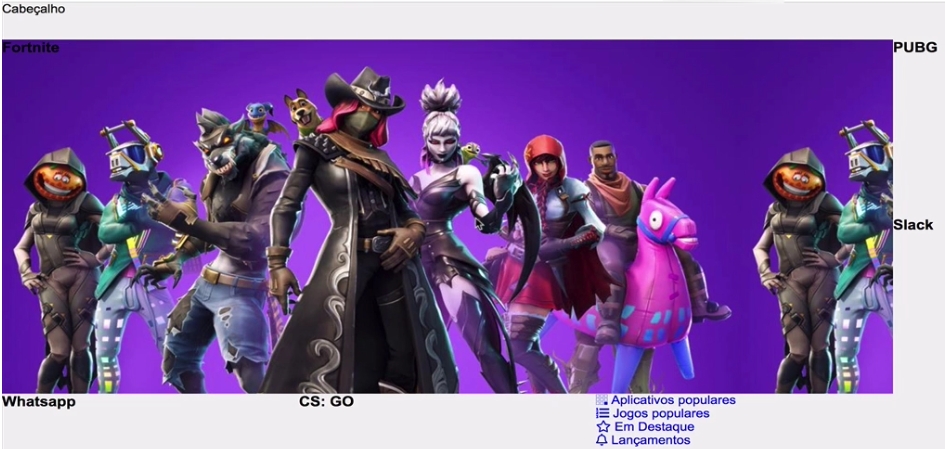 Cabeçalho
Fortnite
PUBG
Slack
Whatsapp
CS: GO
Aplicativos populares
Jogos populares
Em Destaque
Lançamentos